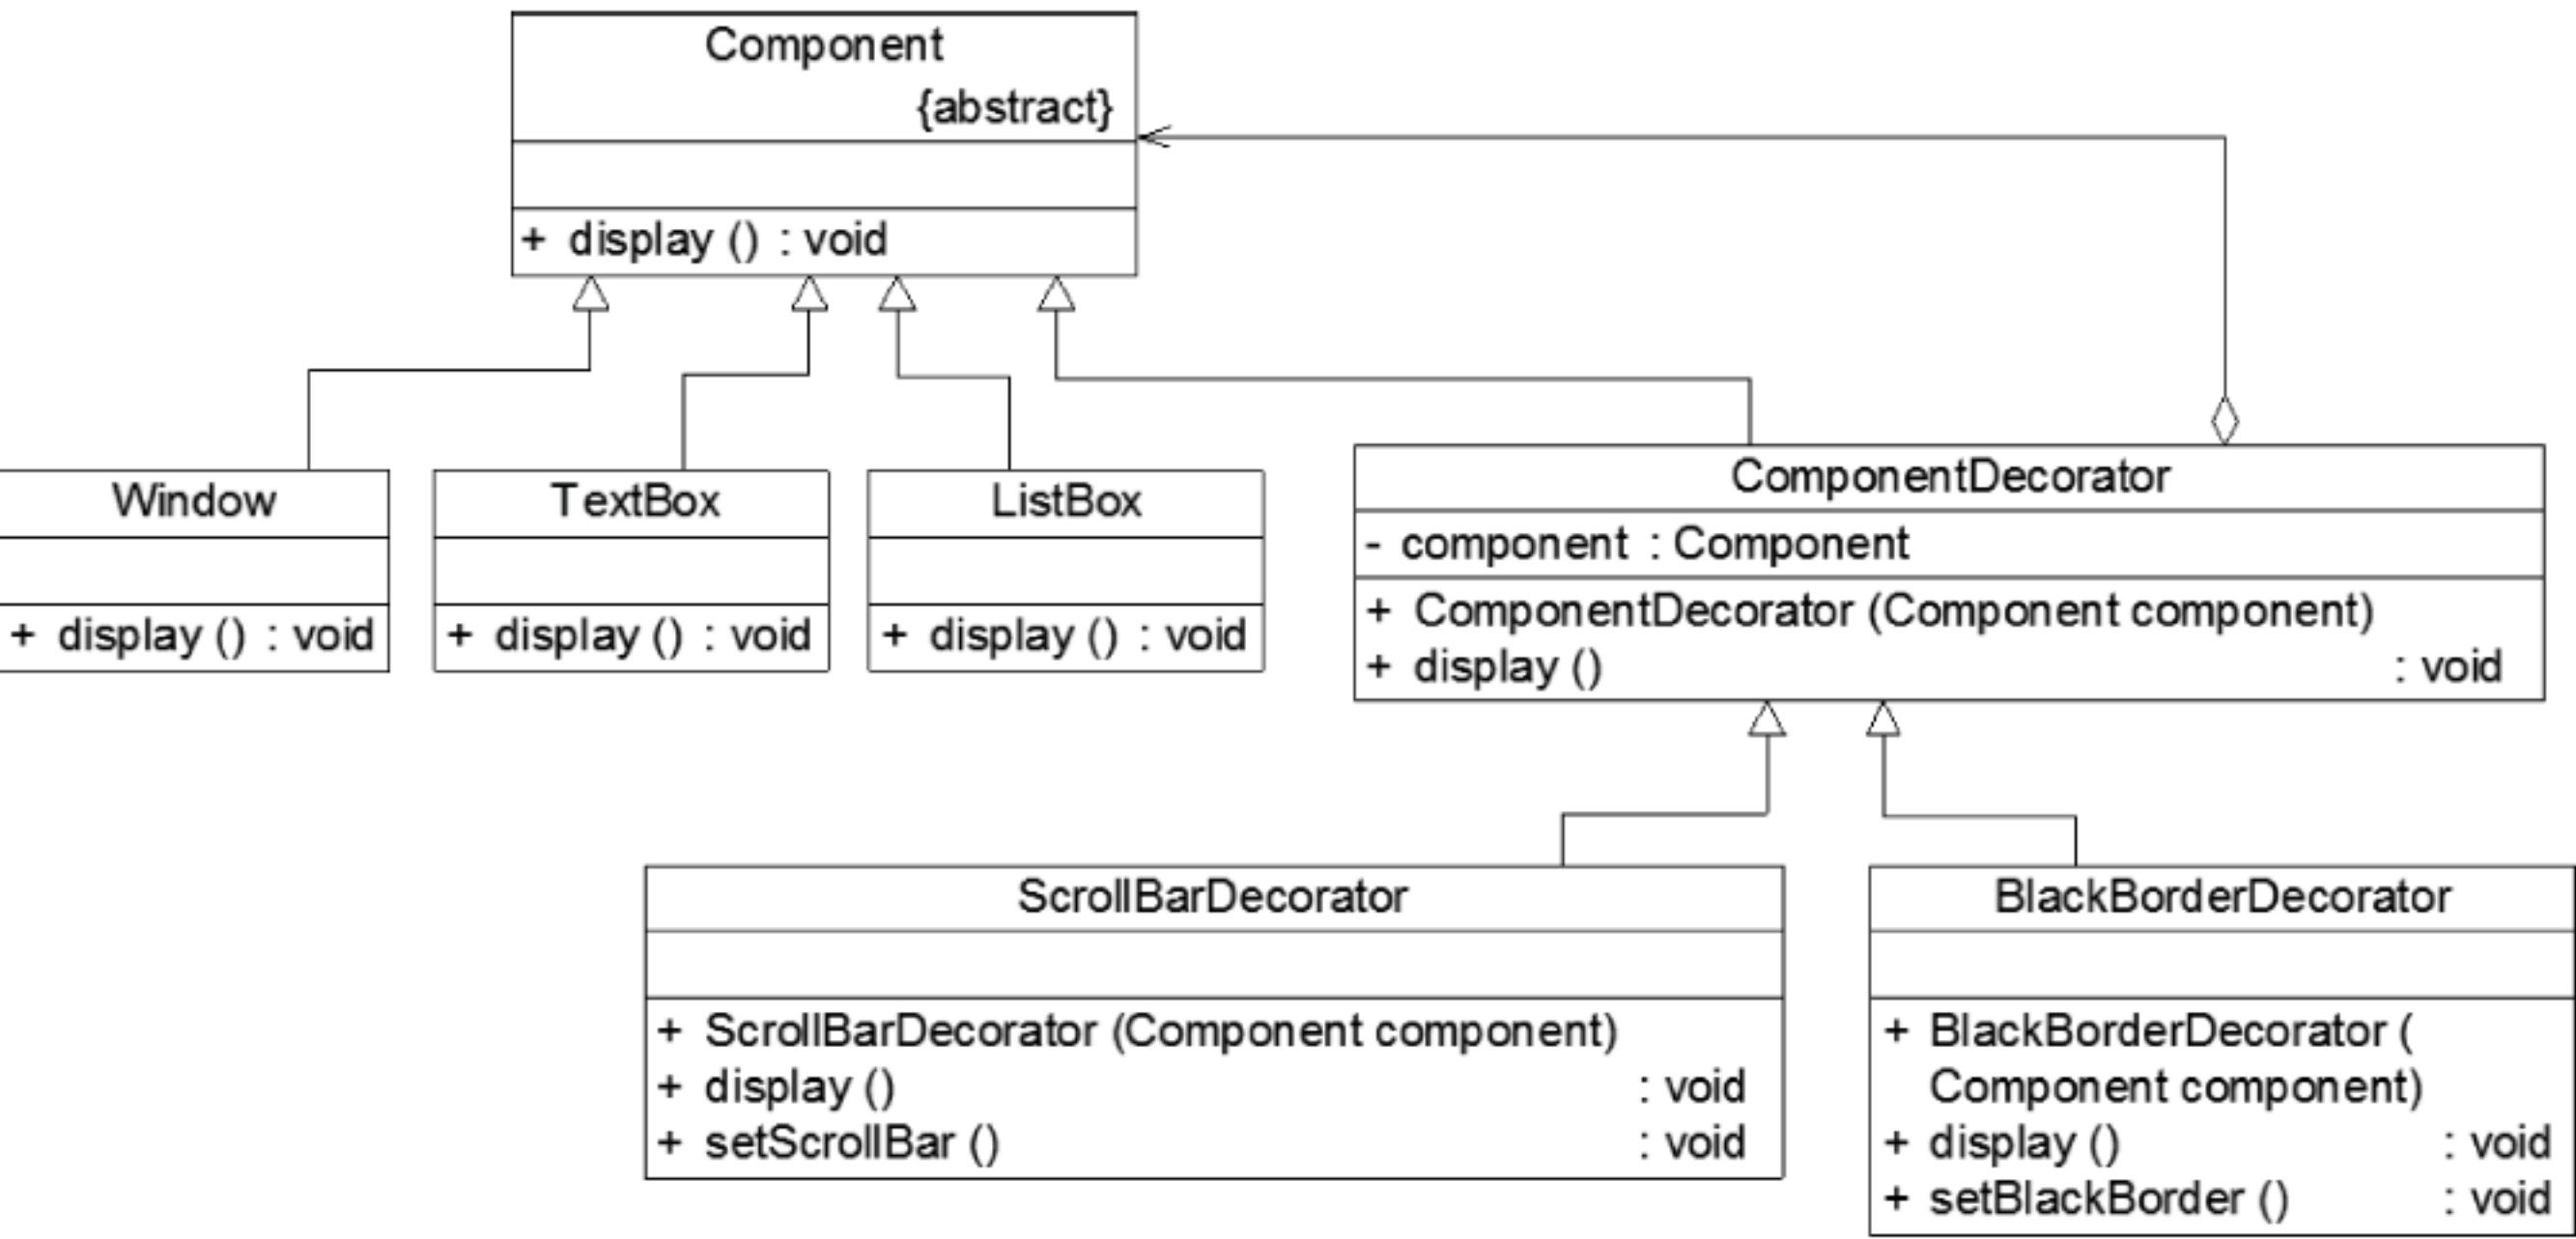 Component
{abstract}
+ display () : void
Window
+ display () : void
TextBox
+ display () : void
ListBox
+ display () : void
ComponentDecorator
- component : Component
+ ComponentDecorator (Component component)
+ display () : void
ScrollBarDecorator
+ ScrollBarDecorator (Component component)
+ display () : void
+ setScrollBar () : void
BlackBorderDecorator
+ BlackBorderDecorator (
Component component)
+ display () : void
+ setBlackBorder () : void